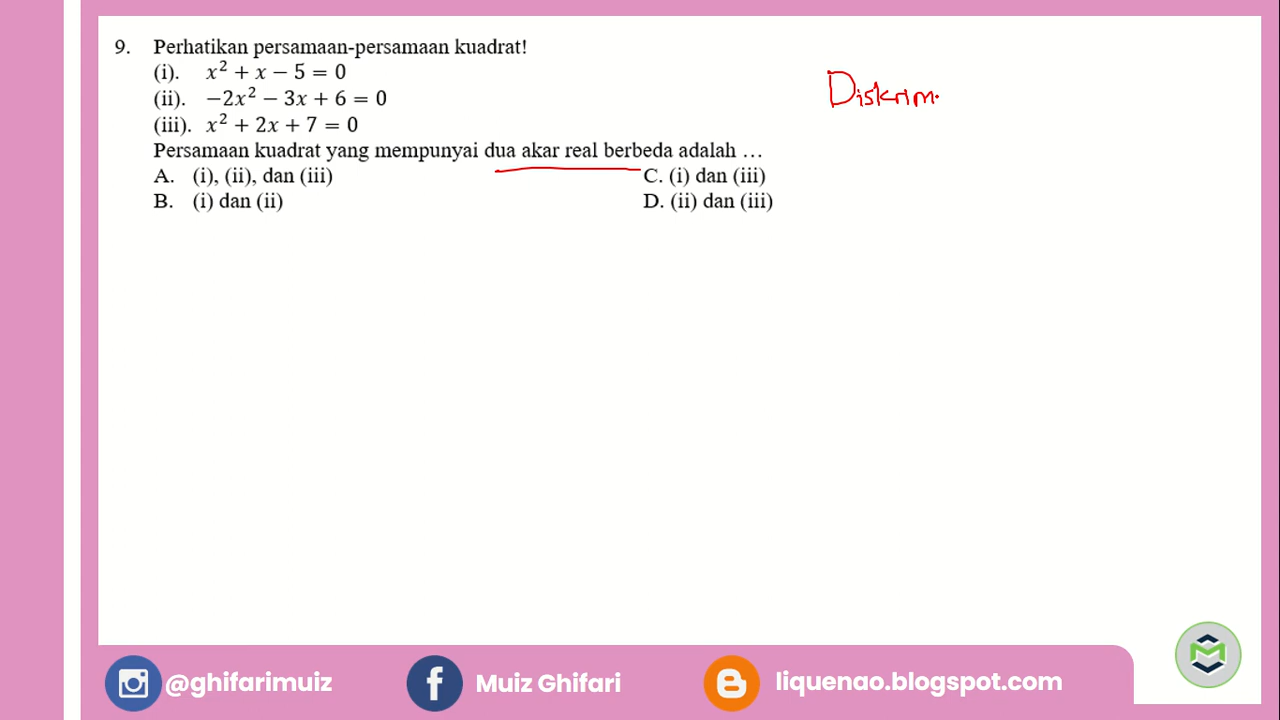 9. Perhatikan persamaan-persamaan kuadrat!
(i). x² + x − 5 = 0
(ii). −2x² − 3x + 6 = 0
(iii). x² + 2x + 7 = 0
Diskrim
Persamaan kuadrat yang mempunyai dua akar real berbeda adalah …
A. (i), (ii), dan (iii) C. (i) dan (iii)
B. (i) dan (ii) D. (ii) dan (iii)
@ghifarimuiz Muiz Ghifari liquenao.blogspot.com